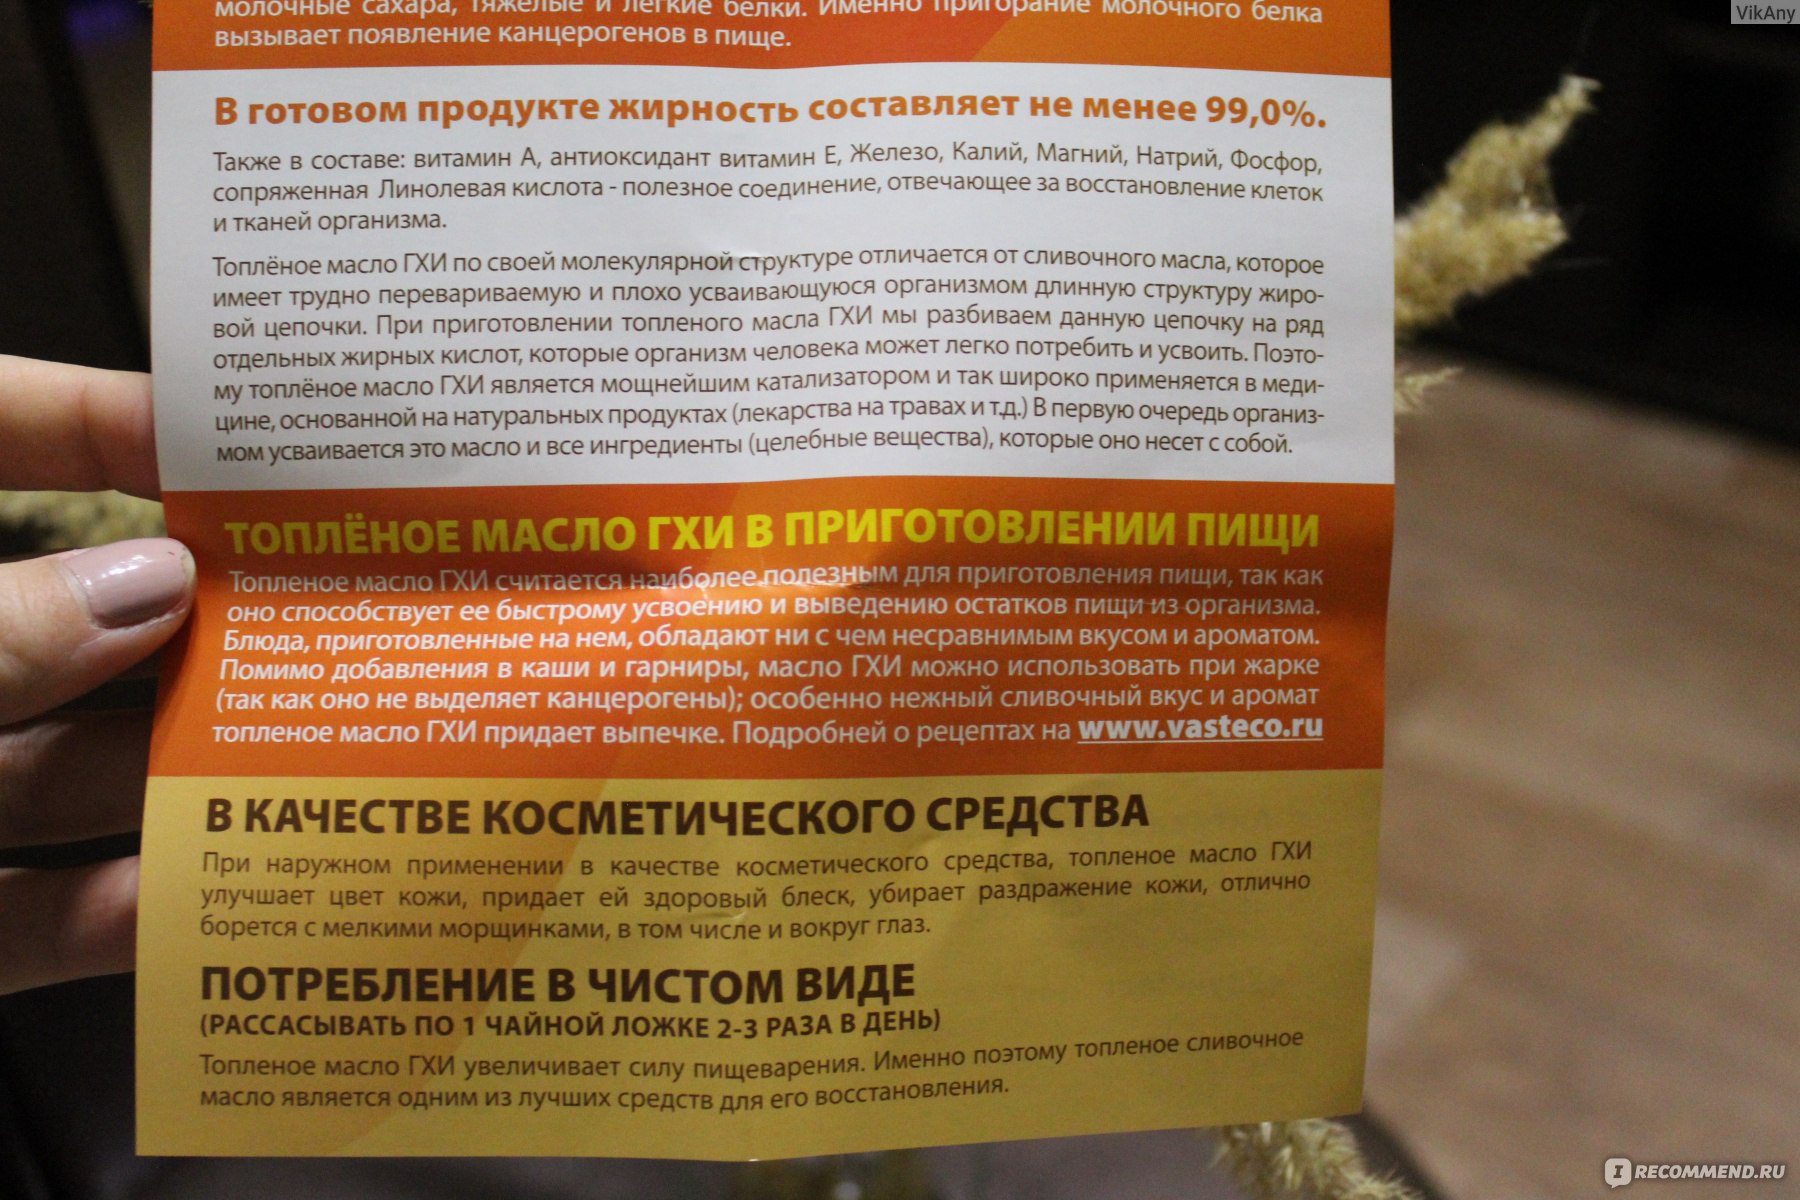 молочные сахара, тяжелые и легкие белки. Именно пригорание молочного белка
вызывает появление канцерогенов в пище.
В готовом продукте жирность составляет не менее 99,0%.
Также в составе: витамин А, антиоксидант витамин Е, Железо, Калий, Магний, Натрий, Фосфор,
сопряженная Линолевая кислота - полезное соединение, отвечающее за восстановление клеток
и тканей организма.
Топлёное масло ГХИ по своей молекулярной структуре отличается от сливочного масла, которое
имеет трудно перевариваемую и плохо усваивающуюся организмом длинную структуру жиро-
вой цепочки. При приготовлении топленого масла ГХИ мы разбиваем данную цепочку на ряд
отдельных жирных кислот, которые организм человека может легко потребить и усвоить. Поэто-
му топлёное масло ГХИ является мощнейшим катализатором и так широко применяется в меди-
цине, основанной на натуральных продуктах (лекарства на травах и т.д.) В первую очередь организ-
мом усваивается это масло и все ингредиенты (целебные вещества), которые оно несет с собой.
ТОПЛЁНОЕ МАСЛО ГХИ В ПРИГОТОВЛЕНИИ ПИЩИ
Топленое масло ГХИ считается наиболее полезным для приготовления пищи, так как
оно способствует ее быстрому усвоению и выведению остатков пищи из организма.
Блюда, приготовленные на нем, обладают ни с чем несравнимым вкусом и ароматом.
Помимо добавления в каши и гарниры, масло ГХИ можно использовать при жарке
(так как оно не выделяет канцерогены); особенно нежный сливочный вкус и аромат
топленое масло ГХИ придает выпечке. Подробней о рецептах на www.vasteco.ru
В КАЧЕСТВЕ КОСМЕТИЧЕСКОГО СРЕДСТВА
При наружном применении в качестве косметического средства, топленое масло ГХИ
улучшает цвет кожи, придает ей здоровый блеск, убирает раздражение кожи, отлично
борется с мелкими морщинками, в том числе и вокруг глаз.
ПОТРЕБЛЕНИЕ В ЧИСТОМ ВИДЕ
(РАССАСЫВАТЬ ПО 1 ЧАЙНОЙ ЛОЖКЕ 2-3 РАЗА В ДЕНЬ)
Топленое масло ГХИ увеличивает силу пищеварения. Именно поэтому топленое сливочное
масло является одним из лучших средств для его восстановления.
VikAny
IRECOMMEND.RU